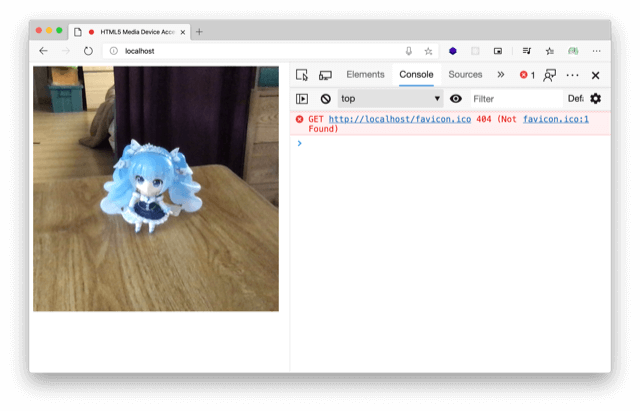 HTML5 Media Device Acce
localhost
Elements
Console
Sources
1
top
Filter
Def
GET http://localhost/favicon.ico 404 (Not
favicon.ico:1
Found)